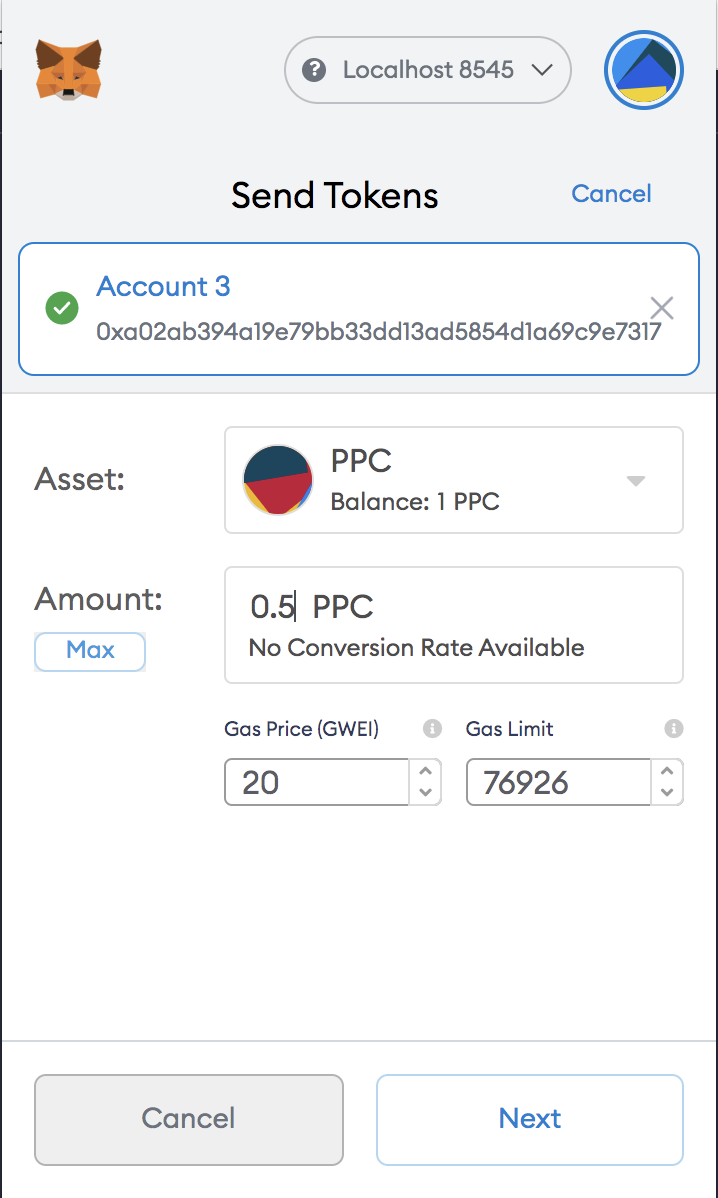 Localhost 8545
Send Tokens
Cancel
Account 3
0xa02ab394a19e79bb33dd13ad5854d1a69c9e7317
Asset:
PPC
Balance: 1 PPC
Amount:
Max
0.5 PPC
No Conversion Rate Available
Gas Price (GWEI)
Gas Limit
20
76926
Cancel
Next